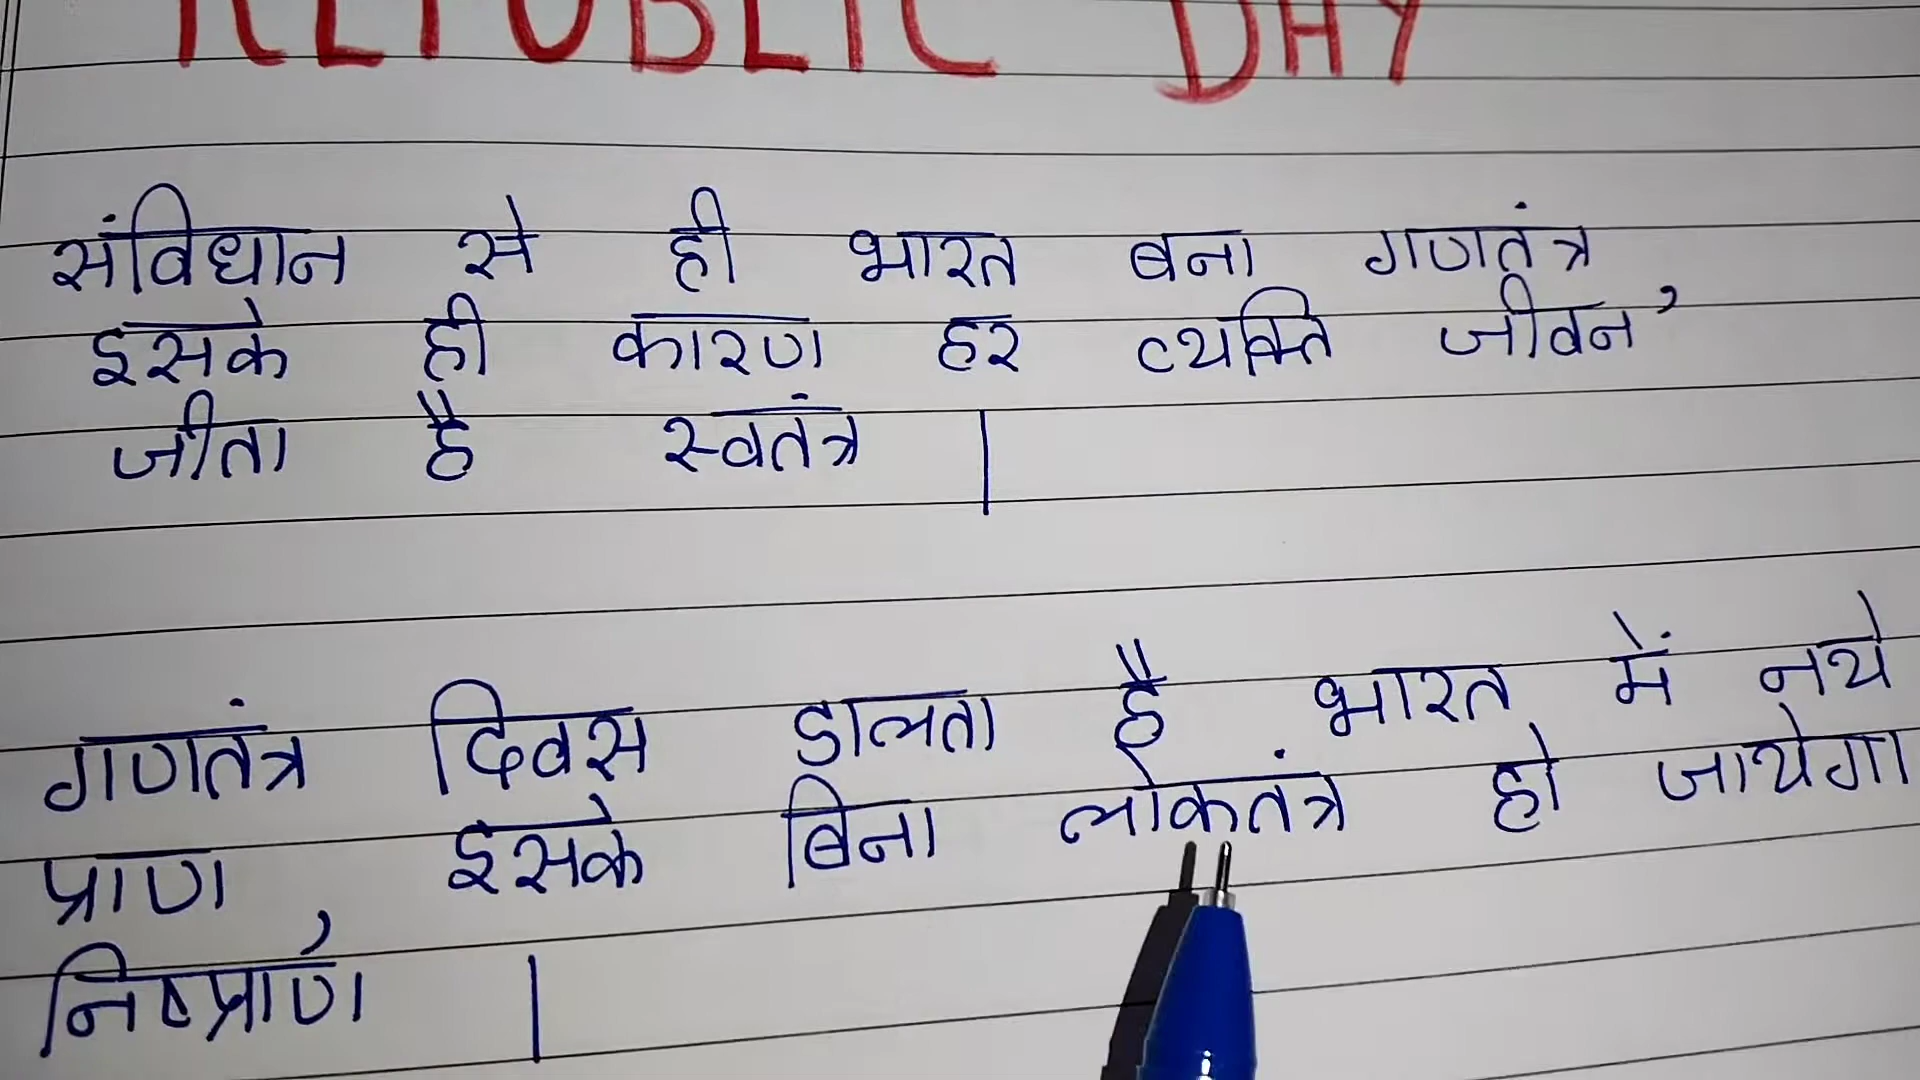 REPUBLIC DAY
संविधान से ही भारत बना गणतंत्र
इसके ही कारण हर व्यक्ति जीवन,
जीता है स्वतंत्र |
गणतंत्र दिवस डालता है भारत में नये
प्राण, इसके बिना लोकतंत्र हो जायेगा
निष्प्राण |